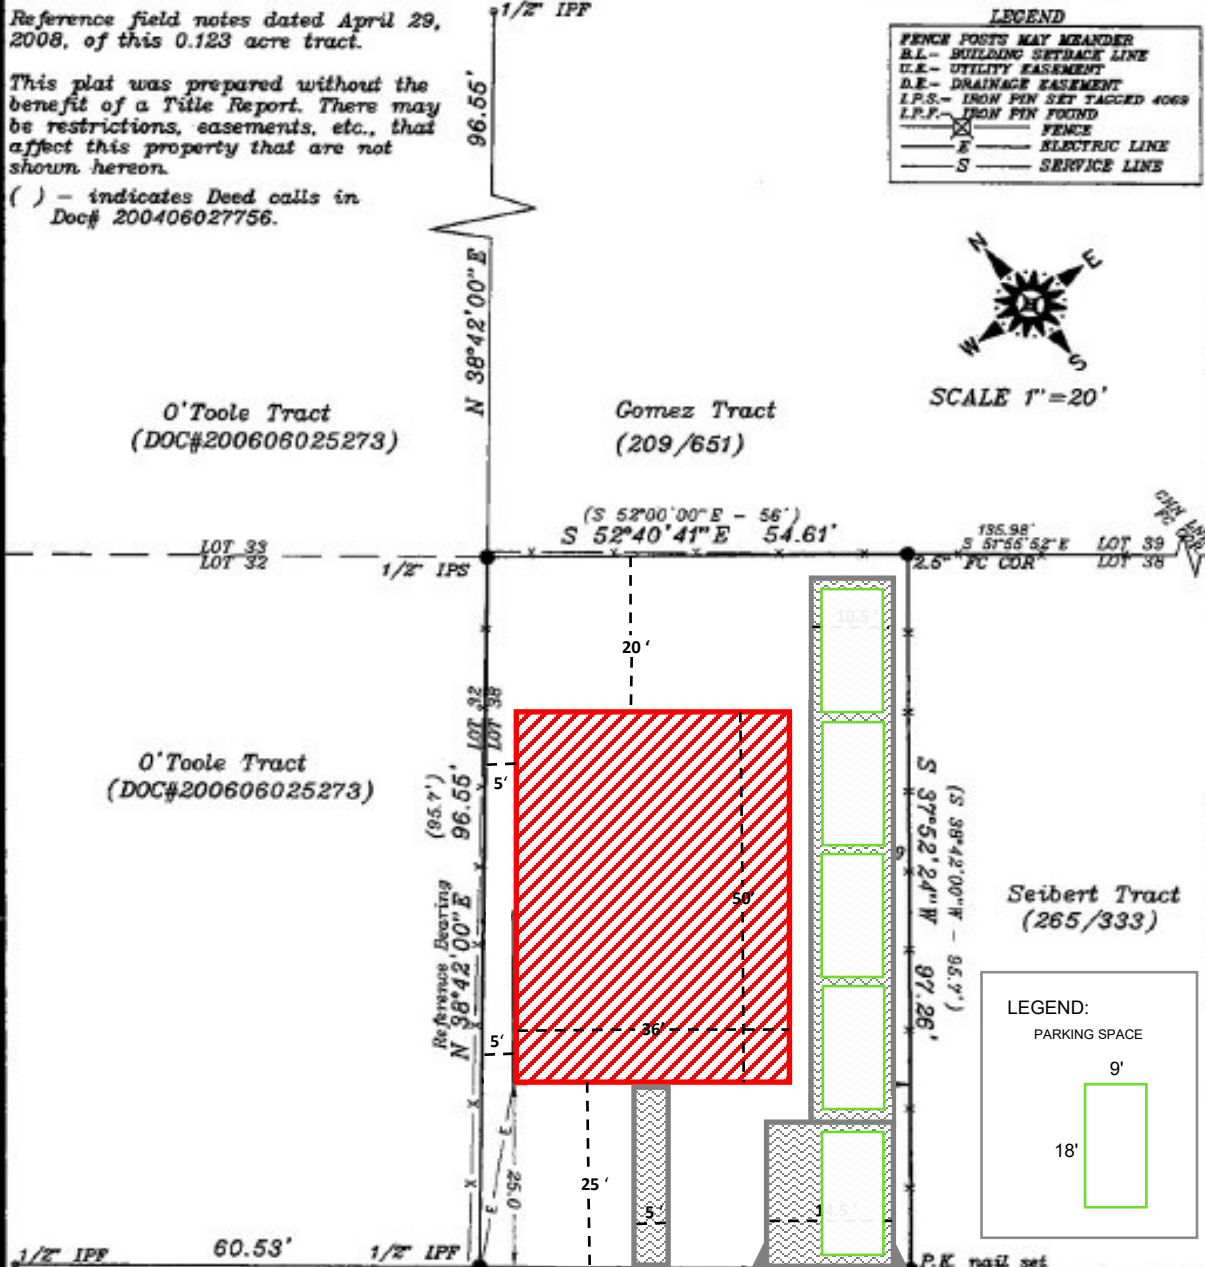 Reference field notes dated April 29,
2008, of this 0.123 acre tract.
This plat was prepared without the
benefit of a Title Report. There may
be restrictions, easements, etc., that
affect this property that are not
shown hereon.
( ) - indicates Deed calls in
Doc# 200406027756.
1/2" IPF
96.55'
N 38°42'00" E
LEGEND
FENCE POSTS MAY MEANDER
B.L.- BUILDING SETBACK LINE
U.E.- UTILITY EASEMENT
D.E.- DRAINAGE EASEMENT
I.P.S.- IRON PIN SET TAGGED 4069
I.P.F.- IRON PIN FOUND
FENCE
E ELECTRIC LINE
S SERVICE LINE
N
E
W
S
SCALE 1"=20'
O'Toole Tract
(DOC#200606025273)
Gomez Tract
(209/651)
(S 52°00'00"E - 56')
S 52°40'41" E 54.61'
135.98'
S 51°55'52" E
LOT 33
LOT 32
1/2" IPS
2.5" FC COR
LOT 39
LOT 38
10.5 '
20 '
LOT 32
LOT 38
5'
O'Toole Tract
(DOC#200606025273)
(95.7')
96.55'
Reference Bearing
N 38°42'00" E
50'
36'
5'
S 37°52'24" W 97.26'
(S 38°42'00"W - 95.7')
Seibert Tract
(265/333)
LEGEND:
PARKING SPACE
9'
18'
E
E
25.0
25 '
5 '
14.5 '
1/2" IPF
60.53'
1/2" IPF
P.K. nail set